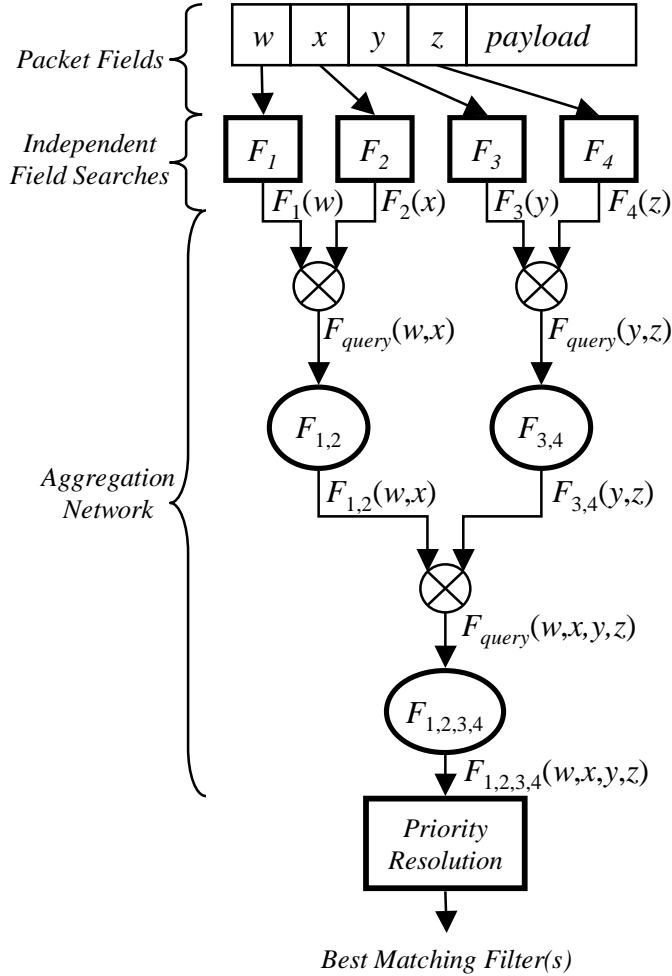 w x y z payload
Packet Fields
Independent
Field Searches
F1 F2 F3 F4
F1(w) F2(x) F3(y) F4(z)
Fquery(w,x) Fquery(y,z)
F1,2 F3,4
Aggregation
Network
F1,2(w,x) F3,4(y,z)
Fquery(w,x,y,z)
F1,2,3,4
F1,2,3,4(w,x,y,z)
Priority
Resolution
Best Matching Filter(s)